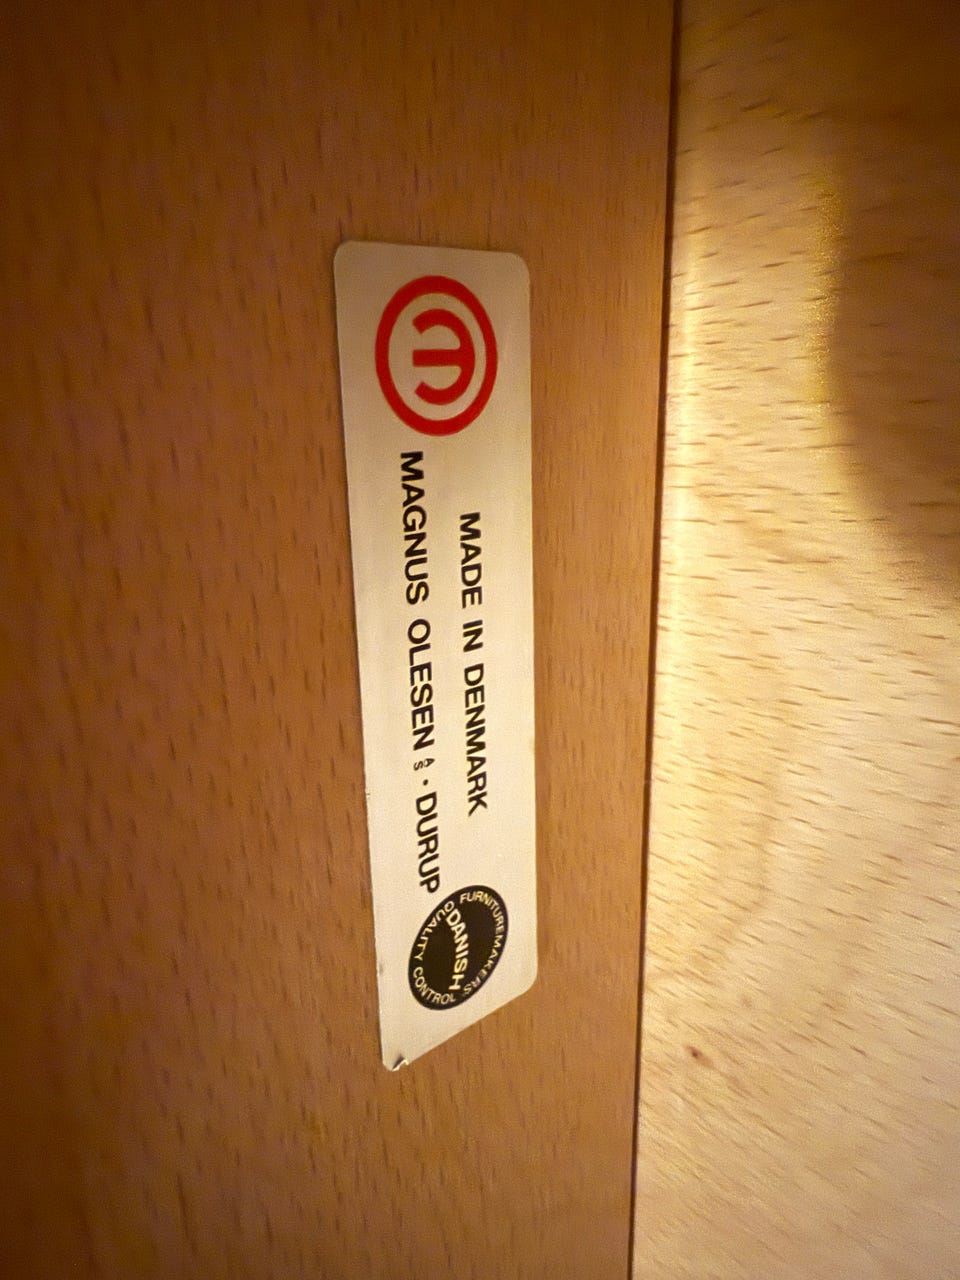 MADE IN DENMARK
MAGNUS OLESEN A/S · DURUP
FURNITUREMAKERS'
DANISH
QUALITY CONTROL